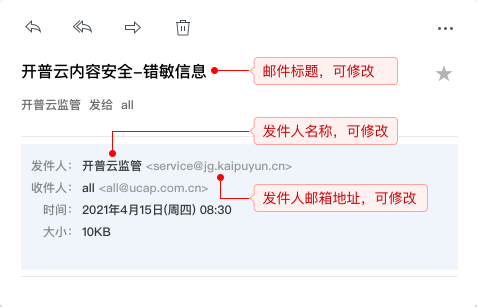 开普云内容安全–错敏信息
邮件标题，可修改
开普云监管 发给 all
发件人名称，可修改
发件人： 开普云监管 <service@jg.kaipuyun.cn>
收件人： all <all@ucap.com.cn>
发件人邮箱地址，可修改
时间： 2021年4月15日(周四) 08:30
大小： 10KB